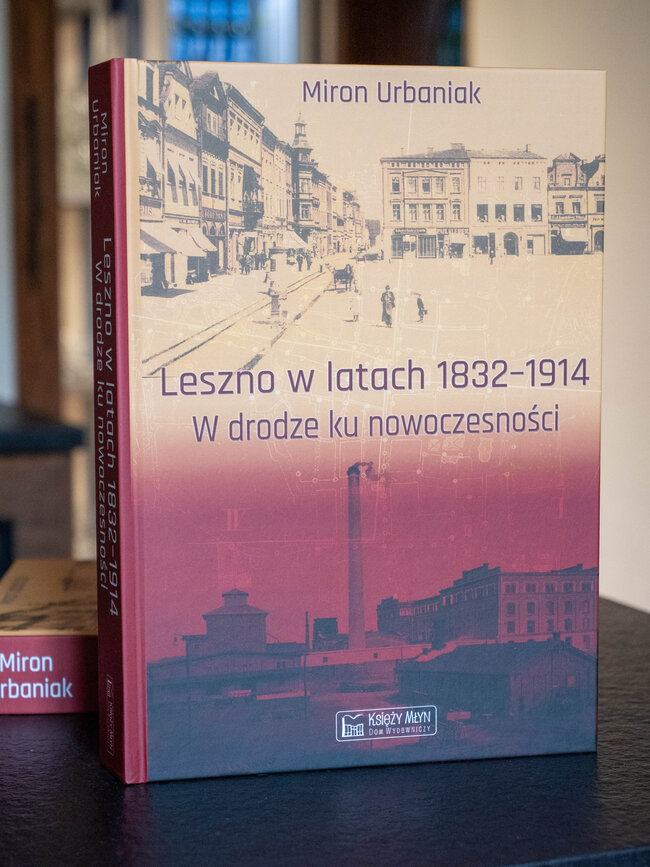 Miron Urbaniak
Leszno w latach 1832–1914
W drodze ku nowoczesności
KSIĘŻY MŁYN
DOM WYDAWNICZY
Miron
Urbaniak
Leszno w latach 1832–1914
W drodze ku nowoczesności
Miron
rbaniak